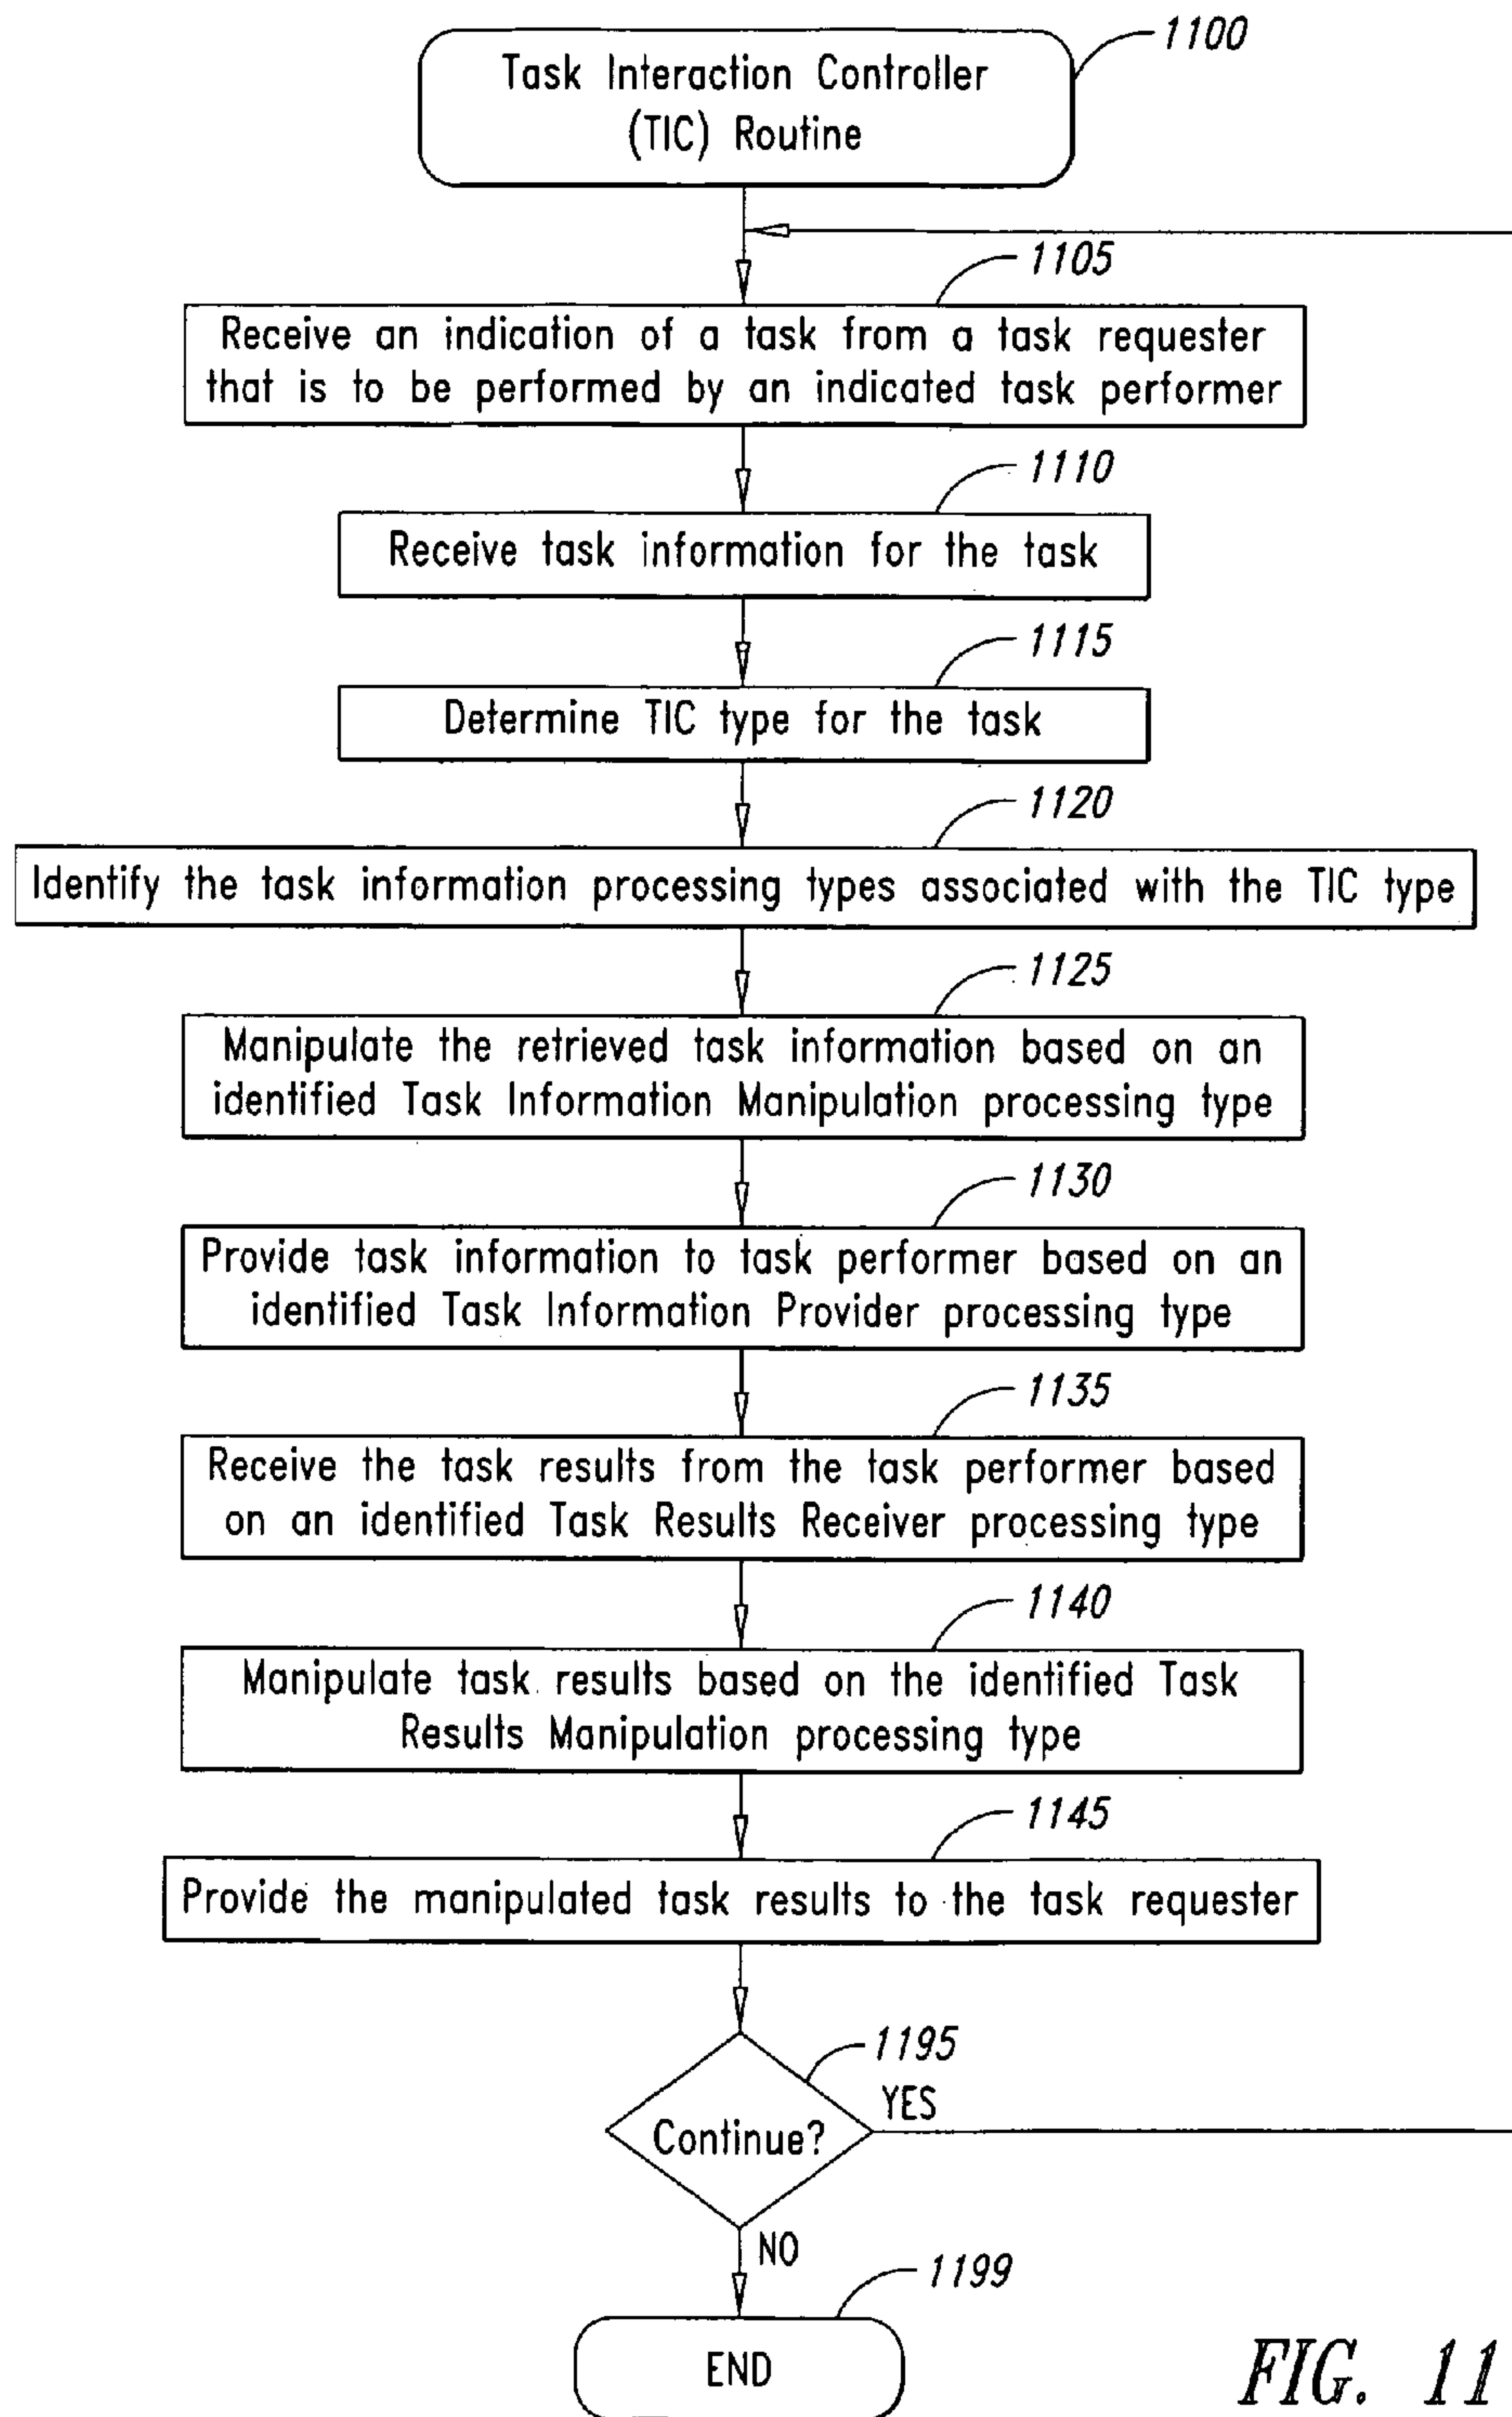 1100
Task Interaction Controller
(TIC) Routine
1105
Receive an indication of a task from a task requester
that is to be performed by an indicated task performer
1110
Receive task information for the task
1115
Determine TIC type for the task
1120
Identify the task information processing types associated with the TIC type
1125
Manipulate the retrieved task information based on an
identified Task Information Manipulation processing type
1130
Provide task information to task performer based on an
identified Task Information Provider processing type
1135
Receive the task results from the task performer based
on an identified Task Results Receiver processing type
1140
Manipulate task results based on the identified Task
Results Manipulation processing type
1145
Provide the manipulated task results to the task requester
1195
YES
Continue?
NO
1199
END
FIG. 11